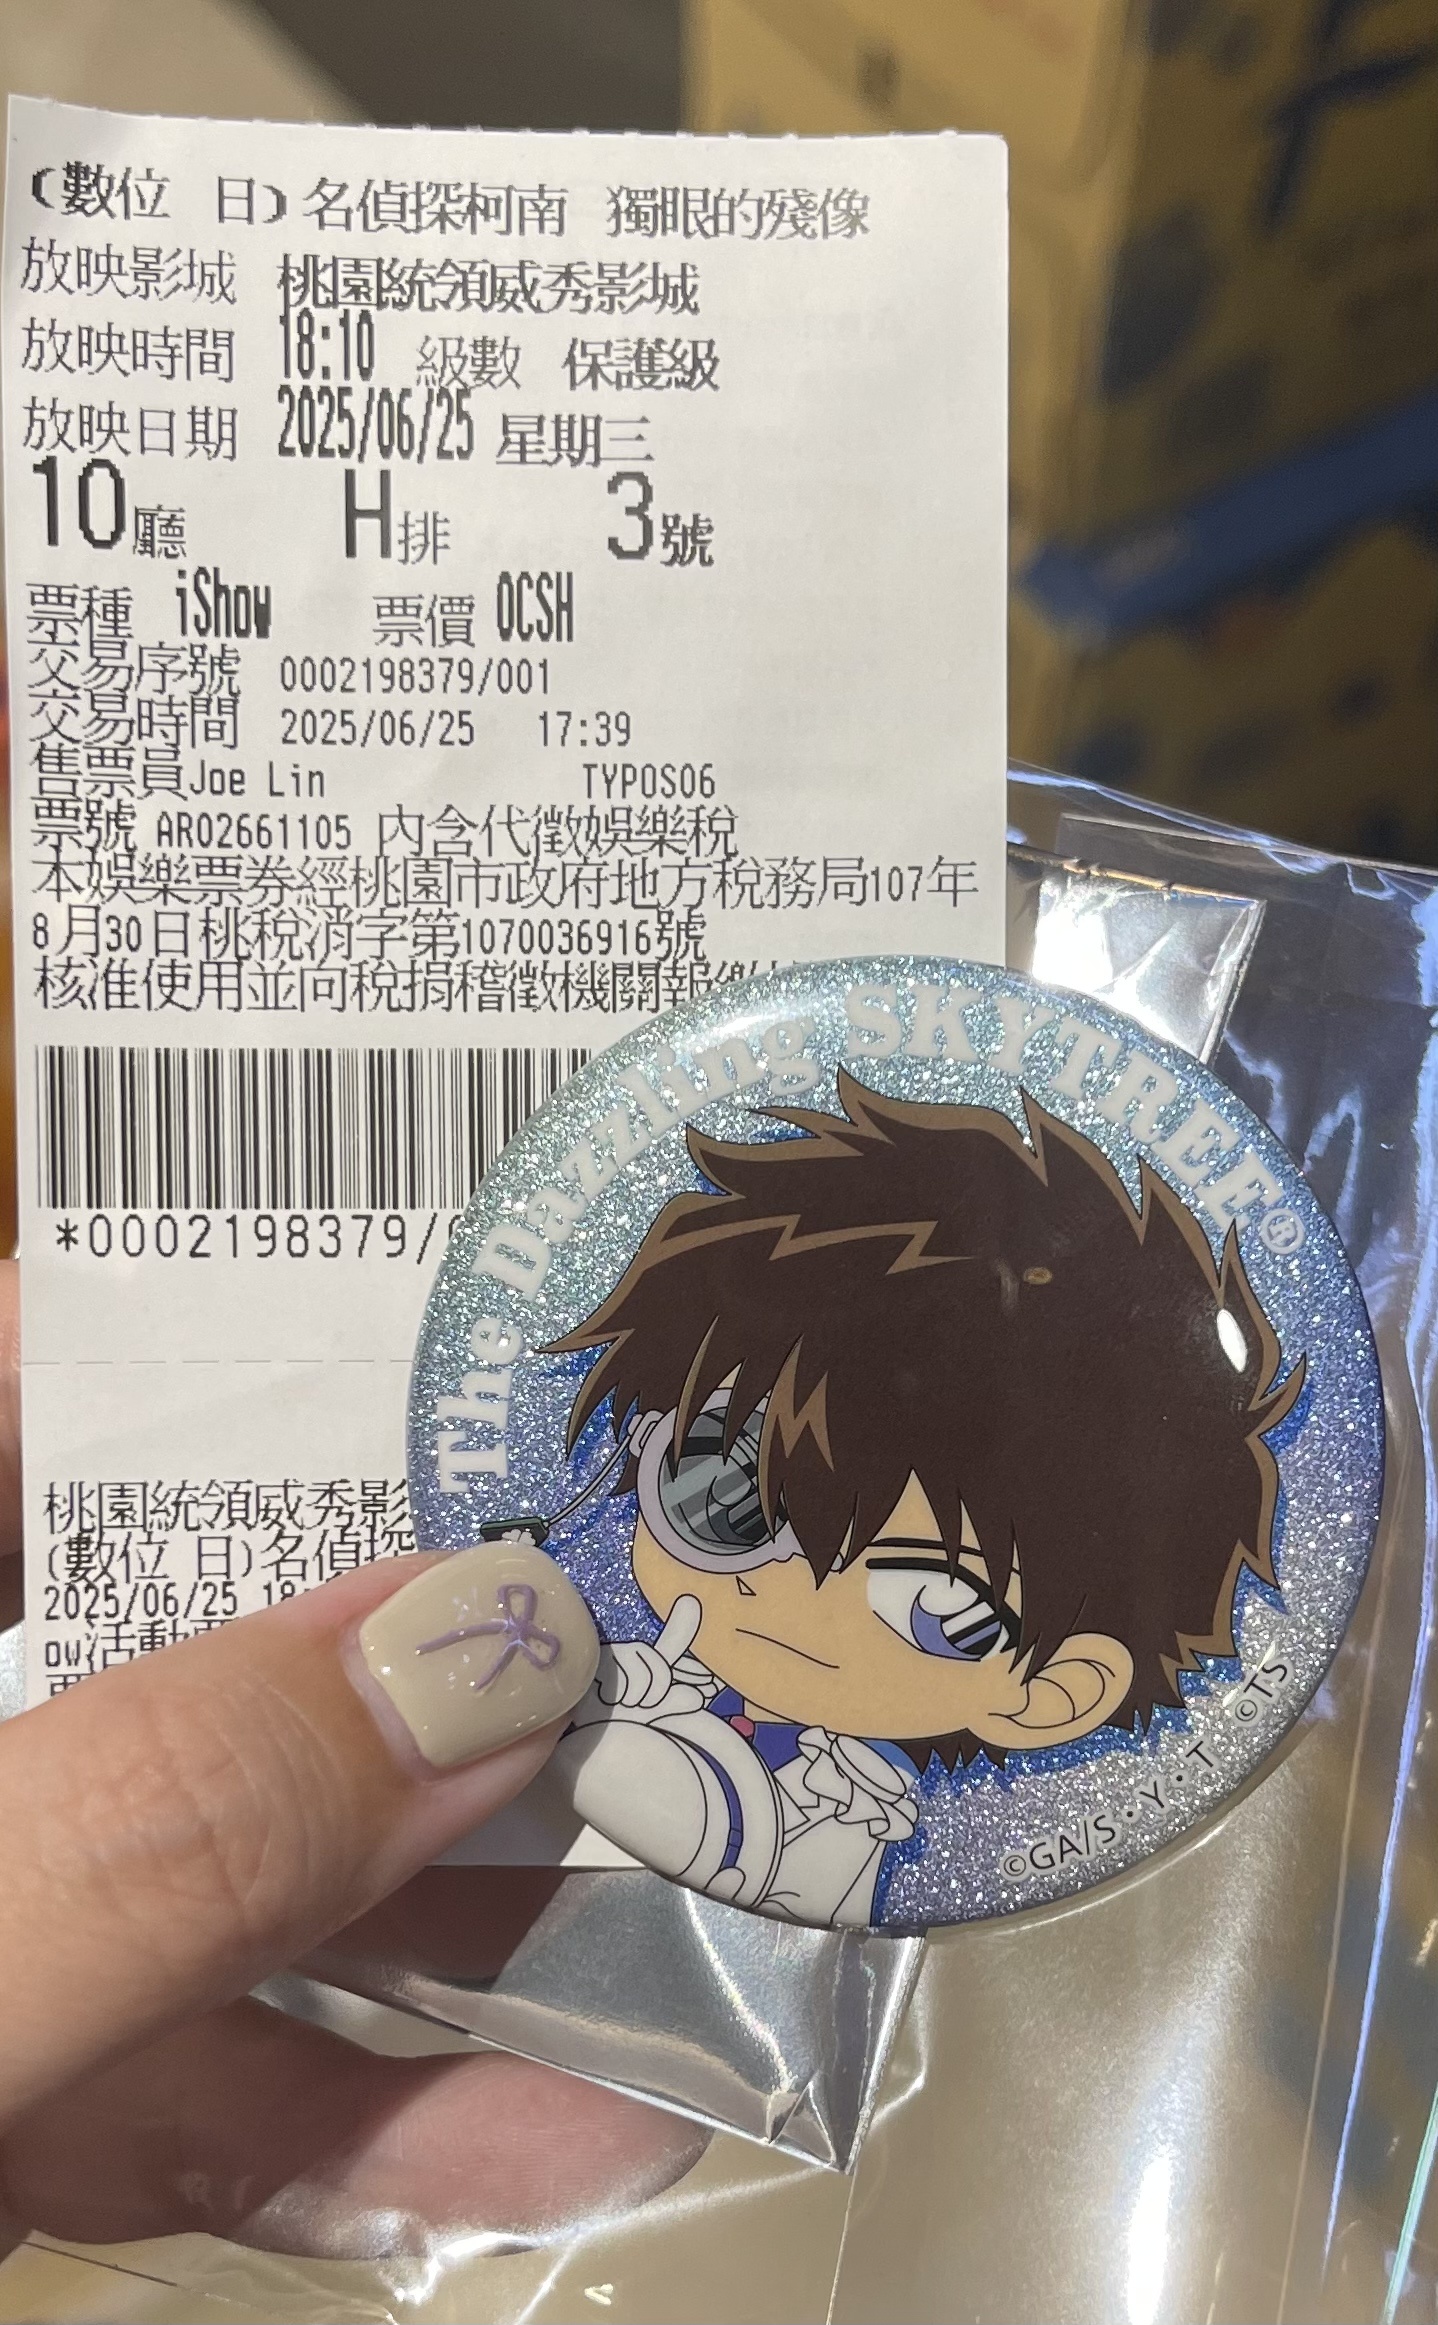 (數位 日)名偵探柯南 獨眼的殘像
放映影城 桃園統領威秀影城
放映時間 18:10 級數 保護級
放映日期 2025/06/25 星期三
10廳 H排 3號
票種 iShow 票價 0CSH
交易序號 0002198379/001
交易時間 2025/06/25 17:39
售票員Joe Lin TYPOS06
票號 AR02661105 內含代徵娛樂稅
本娛樂票券經桃園市政府地方稅務局107年
8月30日桃稅消字第1070036916號
核准使用並向稅捐稽徵機關報繳
*0002198379/
桃園統領威秀影
(數位 日)名偵探
2025/06/25 18
ow活動票
The Dazzling SKYTREE®
©TS
©GA/S・Y・T